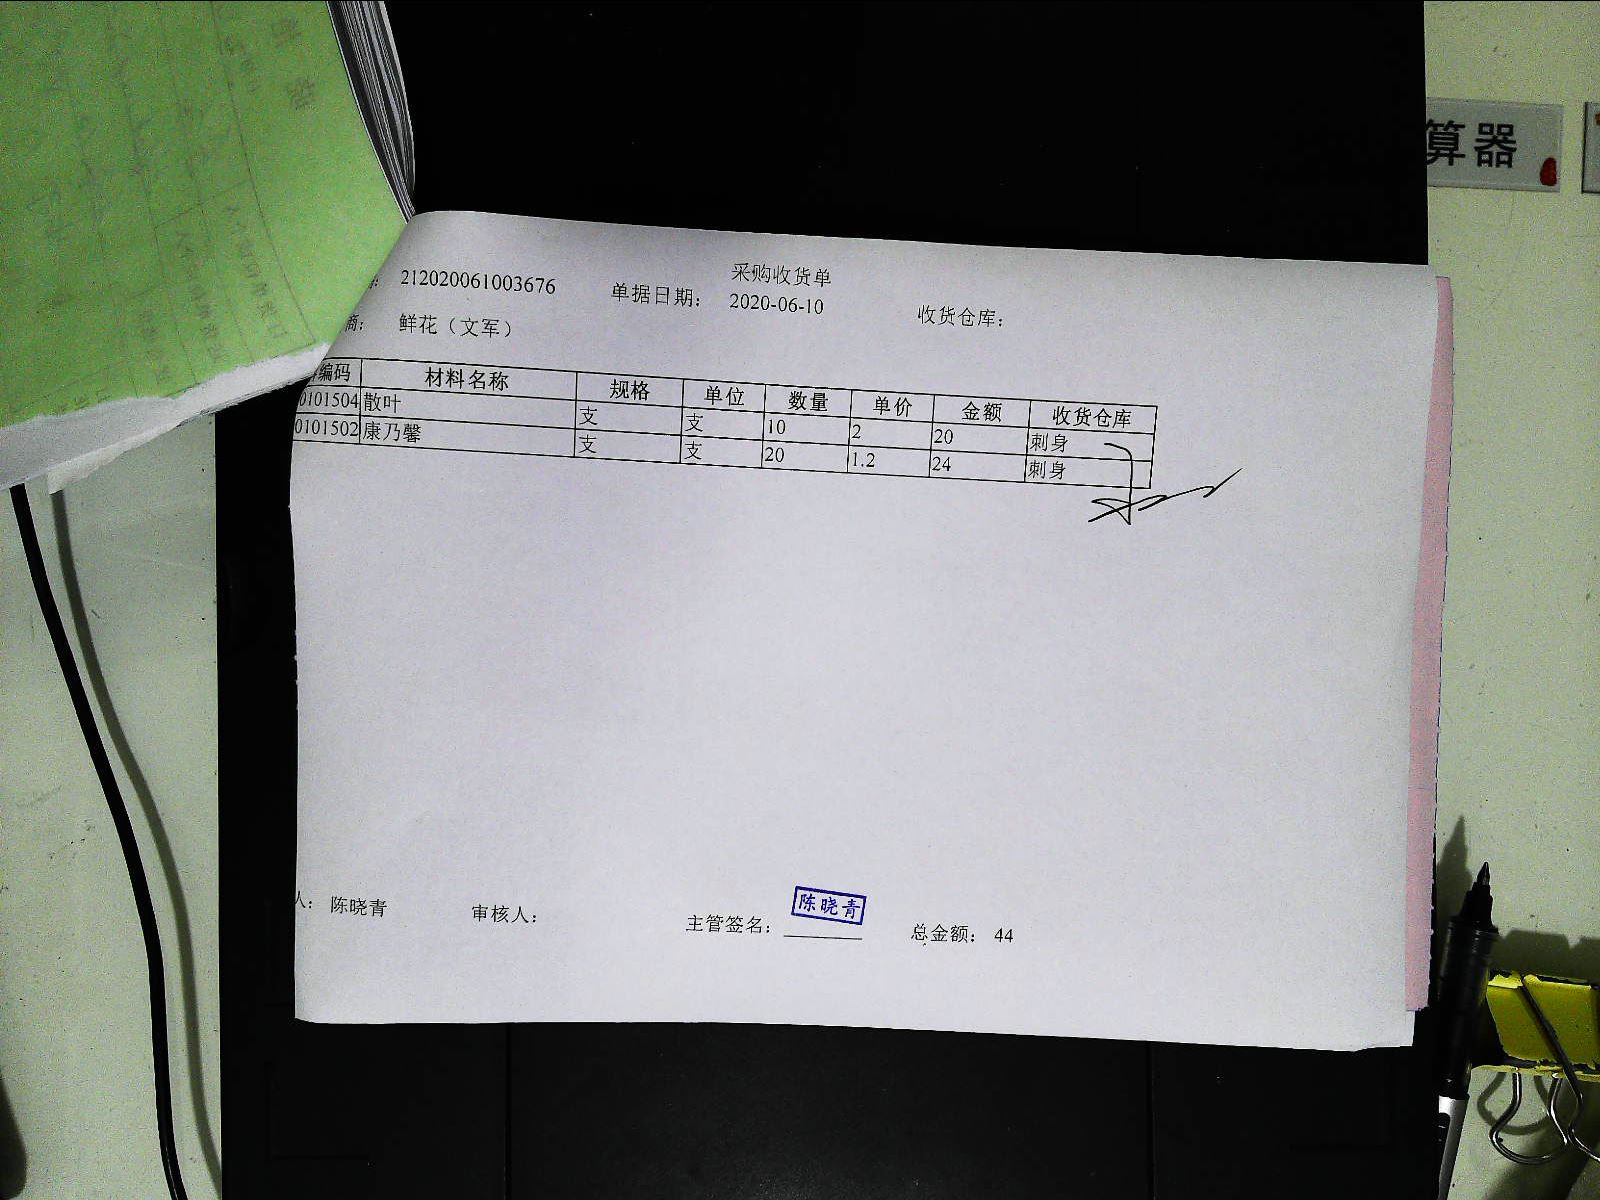 算器
采购收货单
212020061003676 单据日期： 2020-06-10 收货仓库：
商： 鲜花（文军）
编码 材料名称 规格 单位 数量 单价 金额 收货仓库
0101504 散叶 支 支 10 2 20 刺身
0101502 康乃馨 支 支 20 1.2 24 刺身
人： 陈晓青 审核人： 主管签名： 陈晓青 总金额： 44